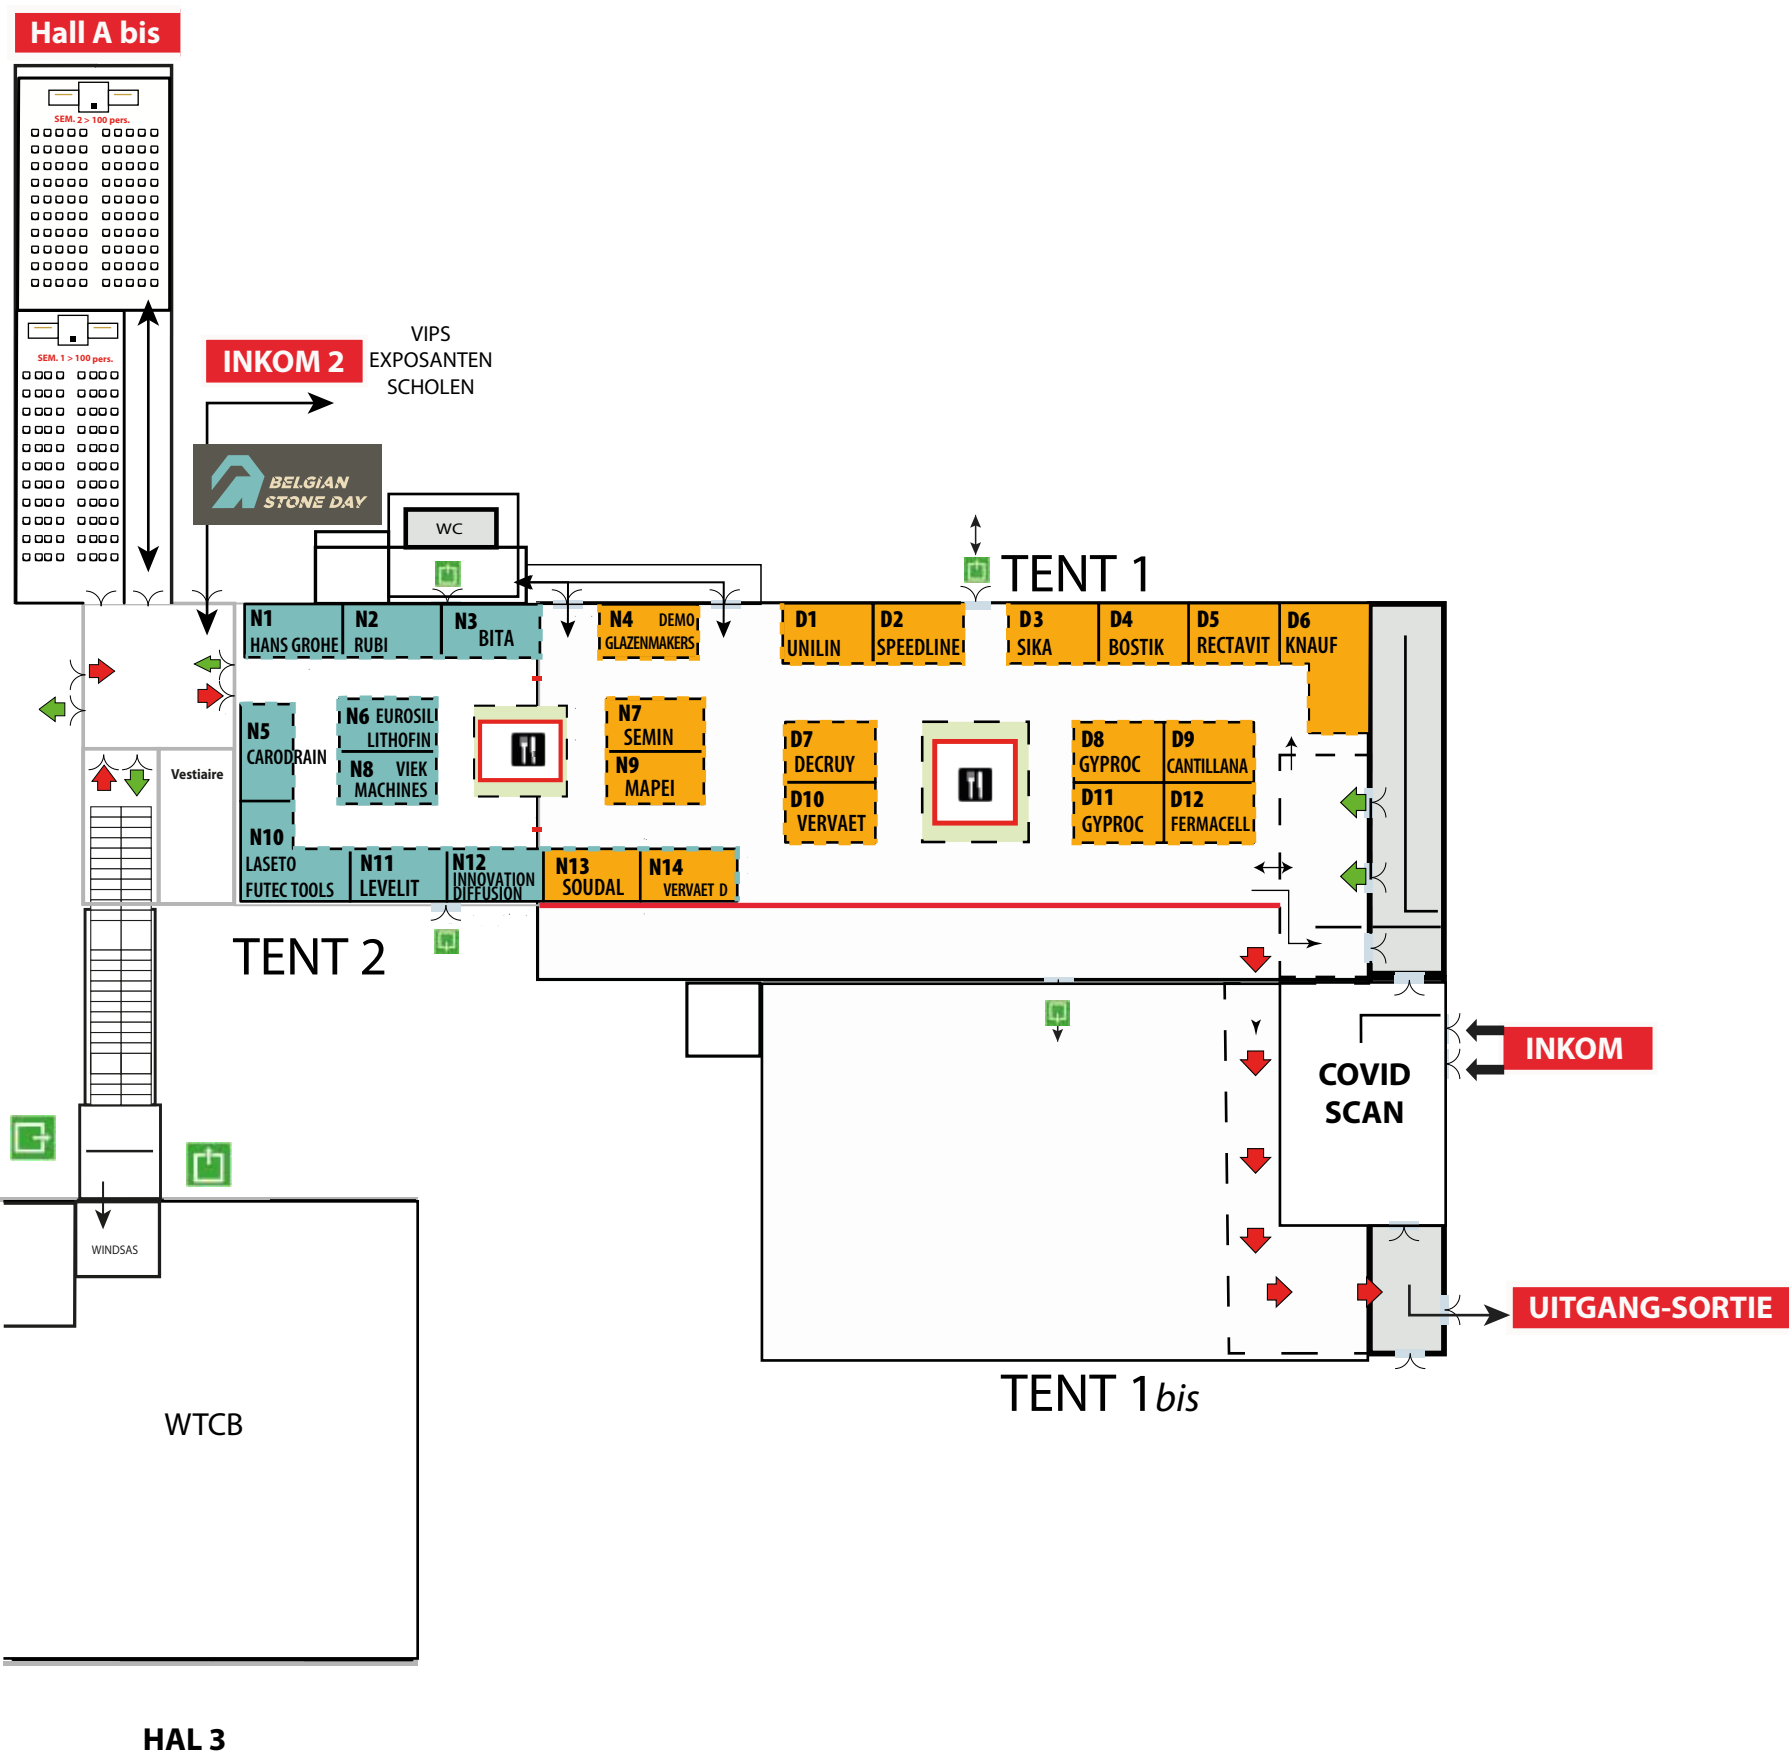 Hall A bis
SEM. 2 > 100 pers.
SEM. 1 > 100 pers.
INKOM 2
VIPS
EXPOSANTEN
SCHOLEN
BELGiAN
STONE DAY
WC
TENT 1
N1
HANS GROHE
N2
RUBI
N3
BITA
N4 DEMO
GLAZENMAKERS
D1
UNILIN
D2
SPEEDLINE
D3
SIKA
D4
BOSTIK
D5
RECTAVIT
D6
KNAUF
N5
CARODRAIN
N6 EUROSIL
LITHOFIN
N8 VIEK
MACHINES
N7
SEMIN
N9
MAPEI
D7
DECRUY
D10
VERVAET
D8
GYPROC
D9
CANTILLANA
D11
GYPROC
D12
FERMACELL
Vestiaire
N10
LASETO
FUTEC TOOLS
N11
LEVELIT
N12
INNOVATION
DIFFUSION
N13
SOUDAL
N14
VERVAET D
TENT 2
INKOM
COVID
SCAN
WINDSAS
UITGANG-SORTIE
TENT 1bis
WTCB
HAL 3